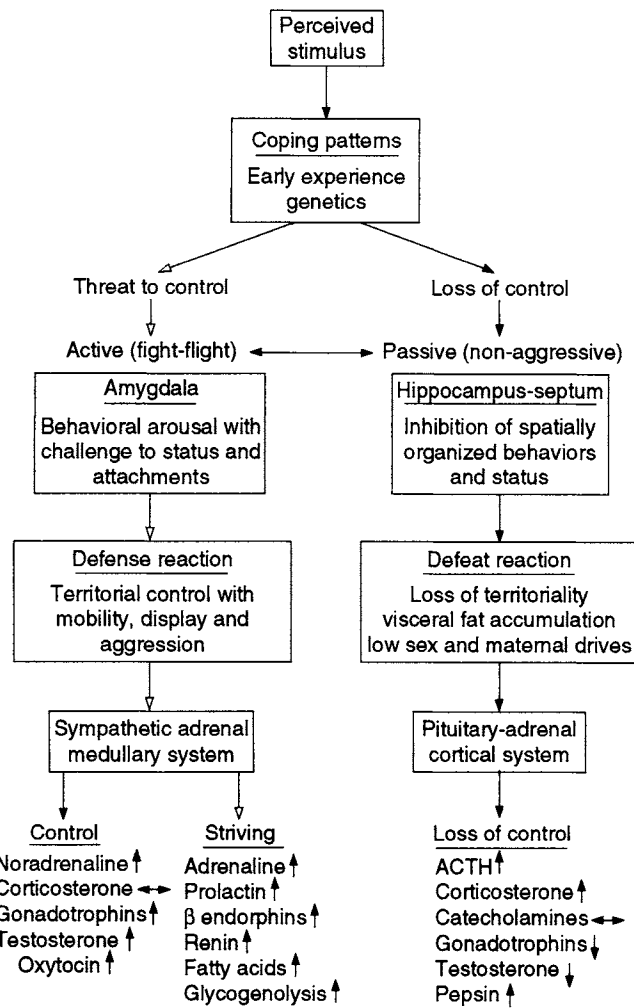 Perceived
stimulus
Coping patterns
Early experience
genetics
Threat to control
Loss of control
Active (fight-flight)
Passive (non-aggressive)
Amygdala
Behavioral arousal with
challenge to status and
attachments
Hippocampus-septum
Inhibition of spatially
organized behaviors
and status
Defense reaction
Territorial control with
mobility, display and
aggression
Defeat reaction
Loss of territoriality
visceral fat accumulation
low sex and maternal drives
Sympathetic adrenal
medullary system
Pituitary-adrenal
cortical system
Control
Noradrenaline ↑
Corticosterone ↔
Gonadotrophins ↑
Testosterone ↑
Oxytocin ↑
Striving
Adrenaline ↑
Prolactin ↑
β endorphins ↑
Renin ↑
Fatty acids ↑
Glycogenolysis ↑
Loss of control
ACTH ↑
Corticosterone ↑
Catecholamines ↔
Gonadotrophins ↓
Testosterone ↓
Pepsin ↑